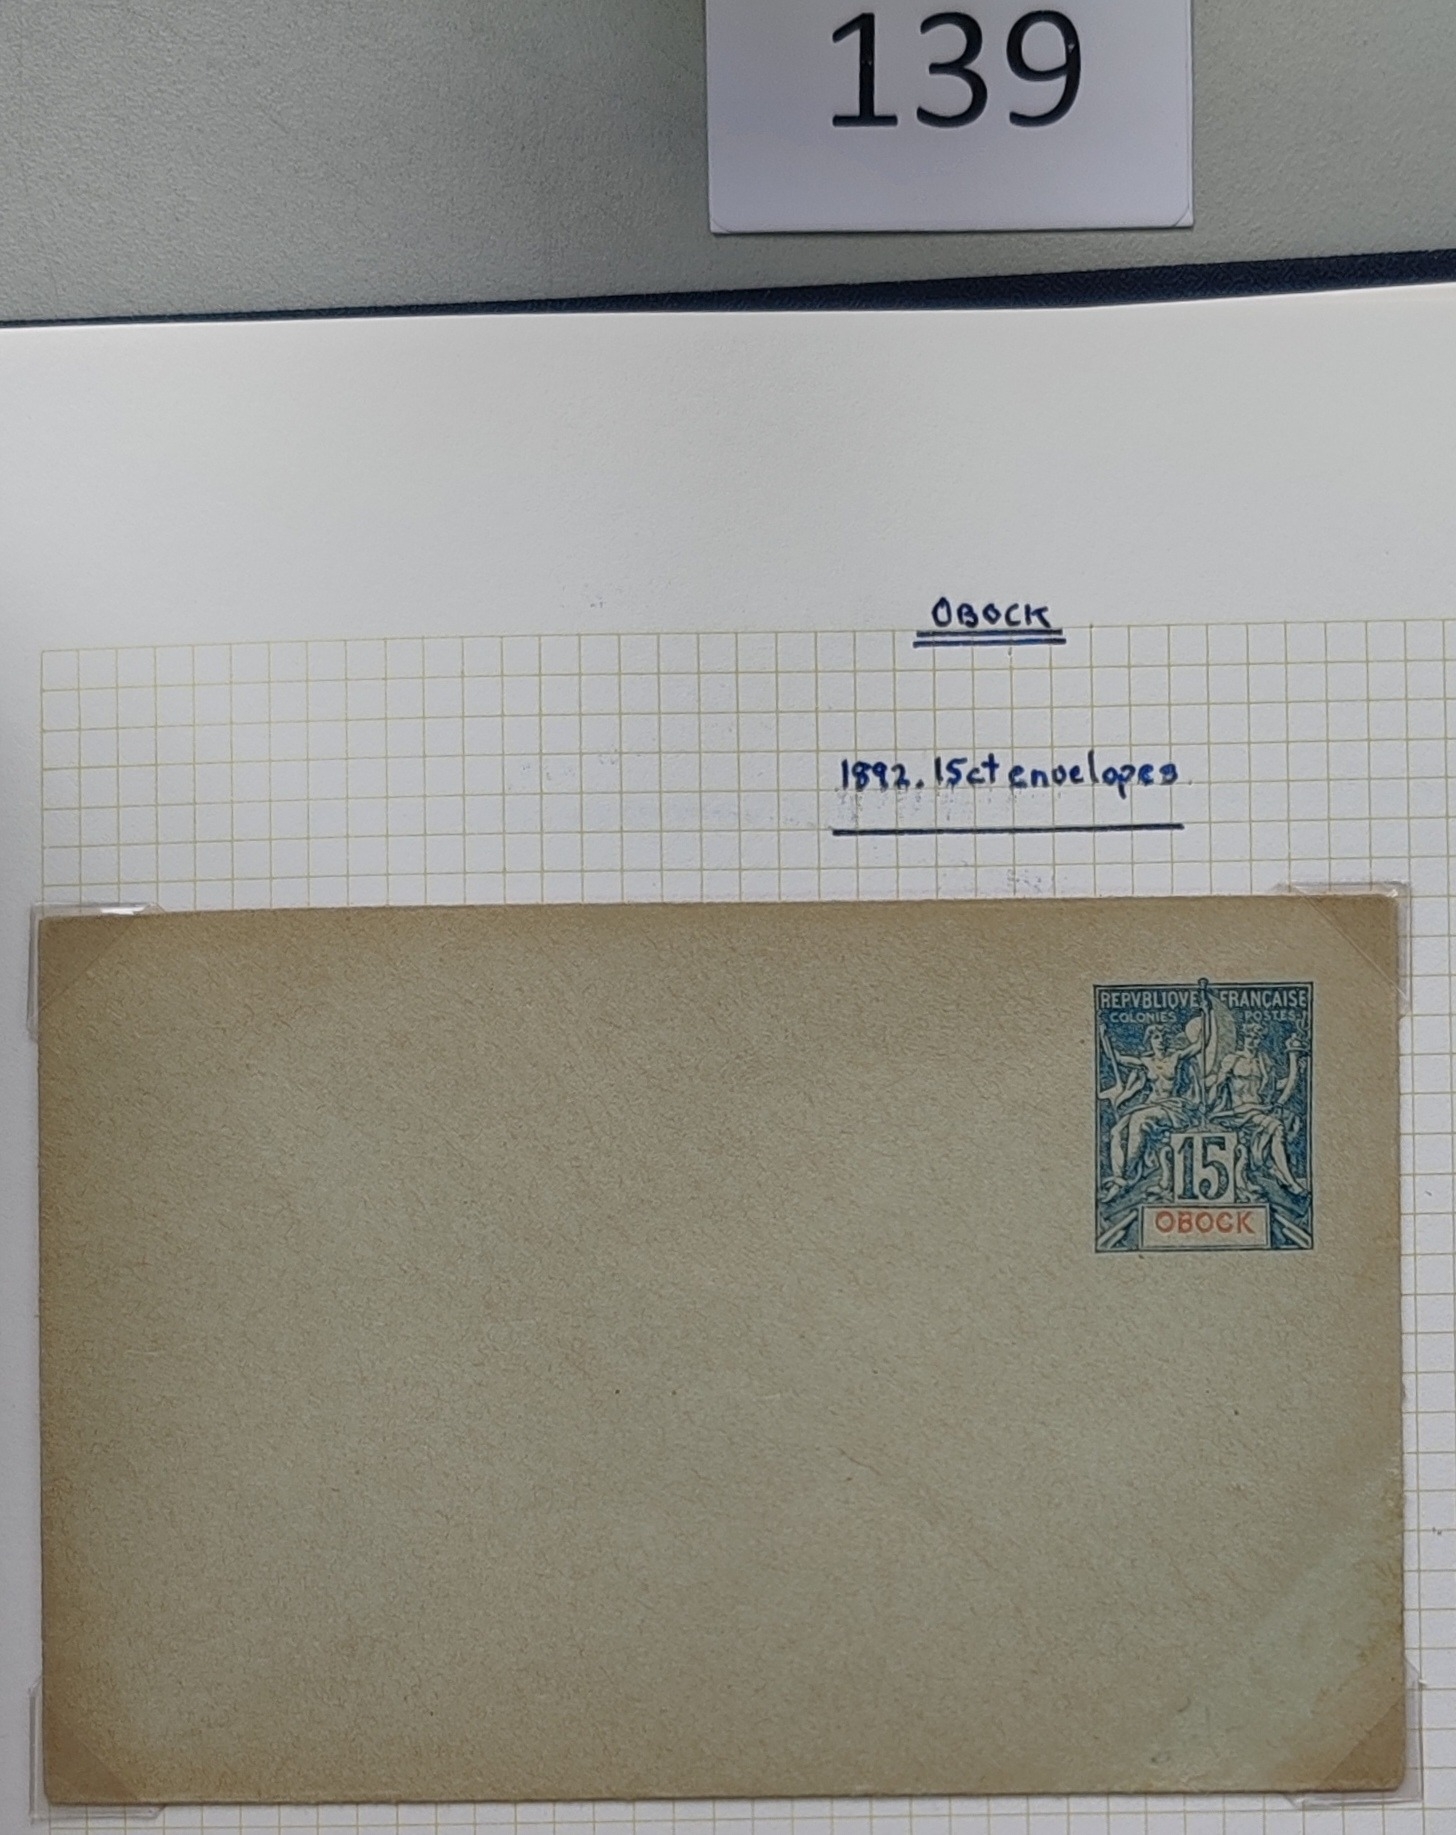 139
OBOCK
1892. 15ct envelopes
REPVBLIQVE FRANÇAISE
COLONIES POSTES
15
OBOCK